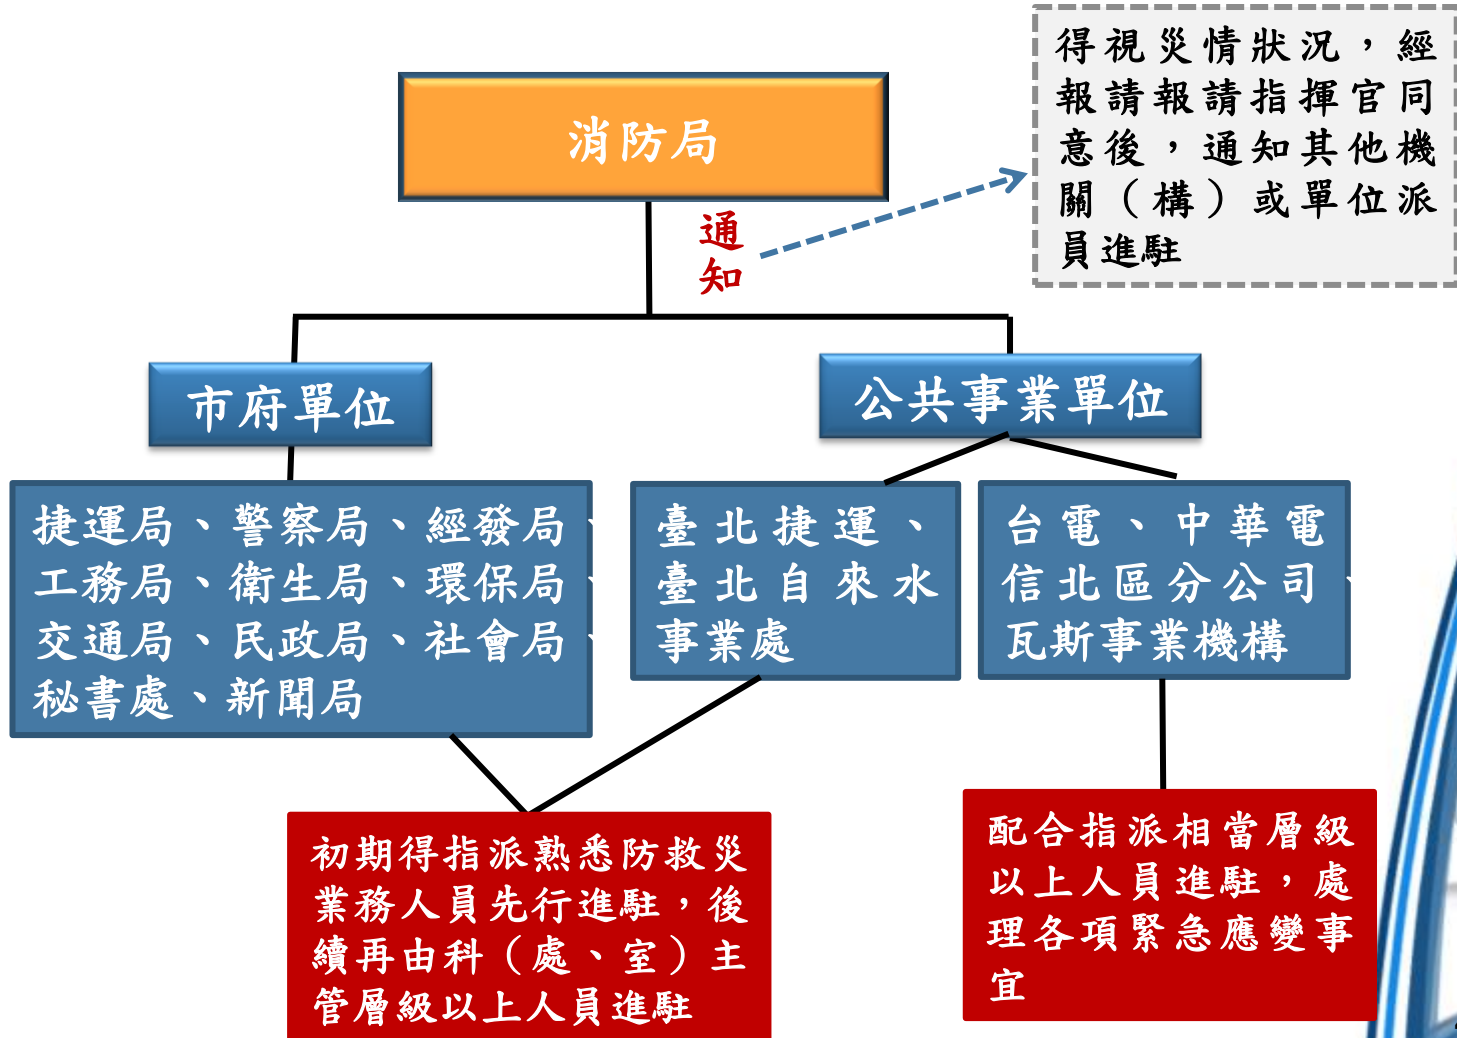 消防局
得視災情狀況，經
報請報請指揮官同
意後，通知其他機
關（構）或單位派
員進駐
通
知
市府單位
公共事業單位
捷運局、警察局、經發局、
工務局、衛生局、環保局、
交通局、民政局、社會局、
秘書處、新聞局
臺北捷運、
臺北自來水
事業處
台電、中華電
信北區分公司、
瓦斯事業機構
初期得指派熟悉防救災
業務人員先行進駐，後
續再由科（處、室）主
管層級以上人員進駐
配合指派相當層級
以上人員進駐，處
理各項緊急應變事
宜